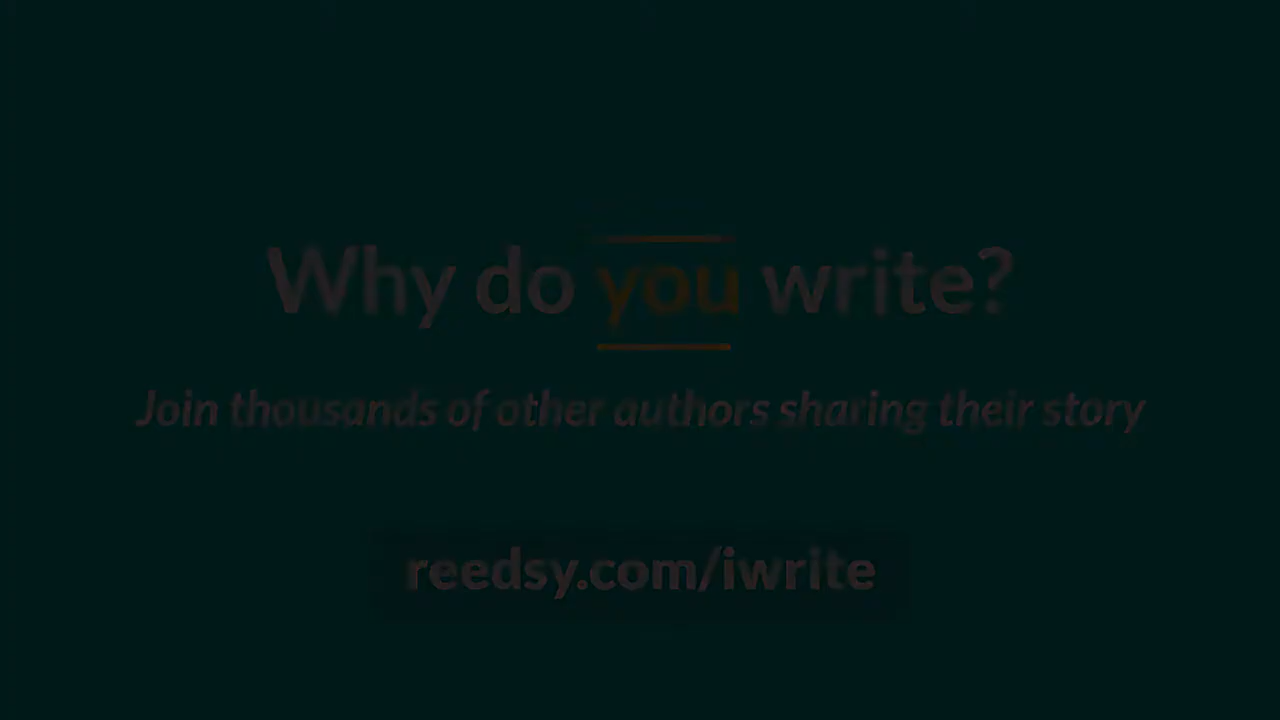 Why do you write?
Join thousands of other authors sharing their story
reedsy.com/iwrite